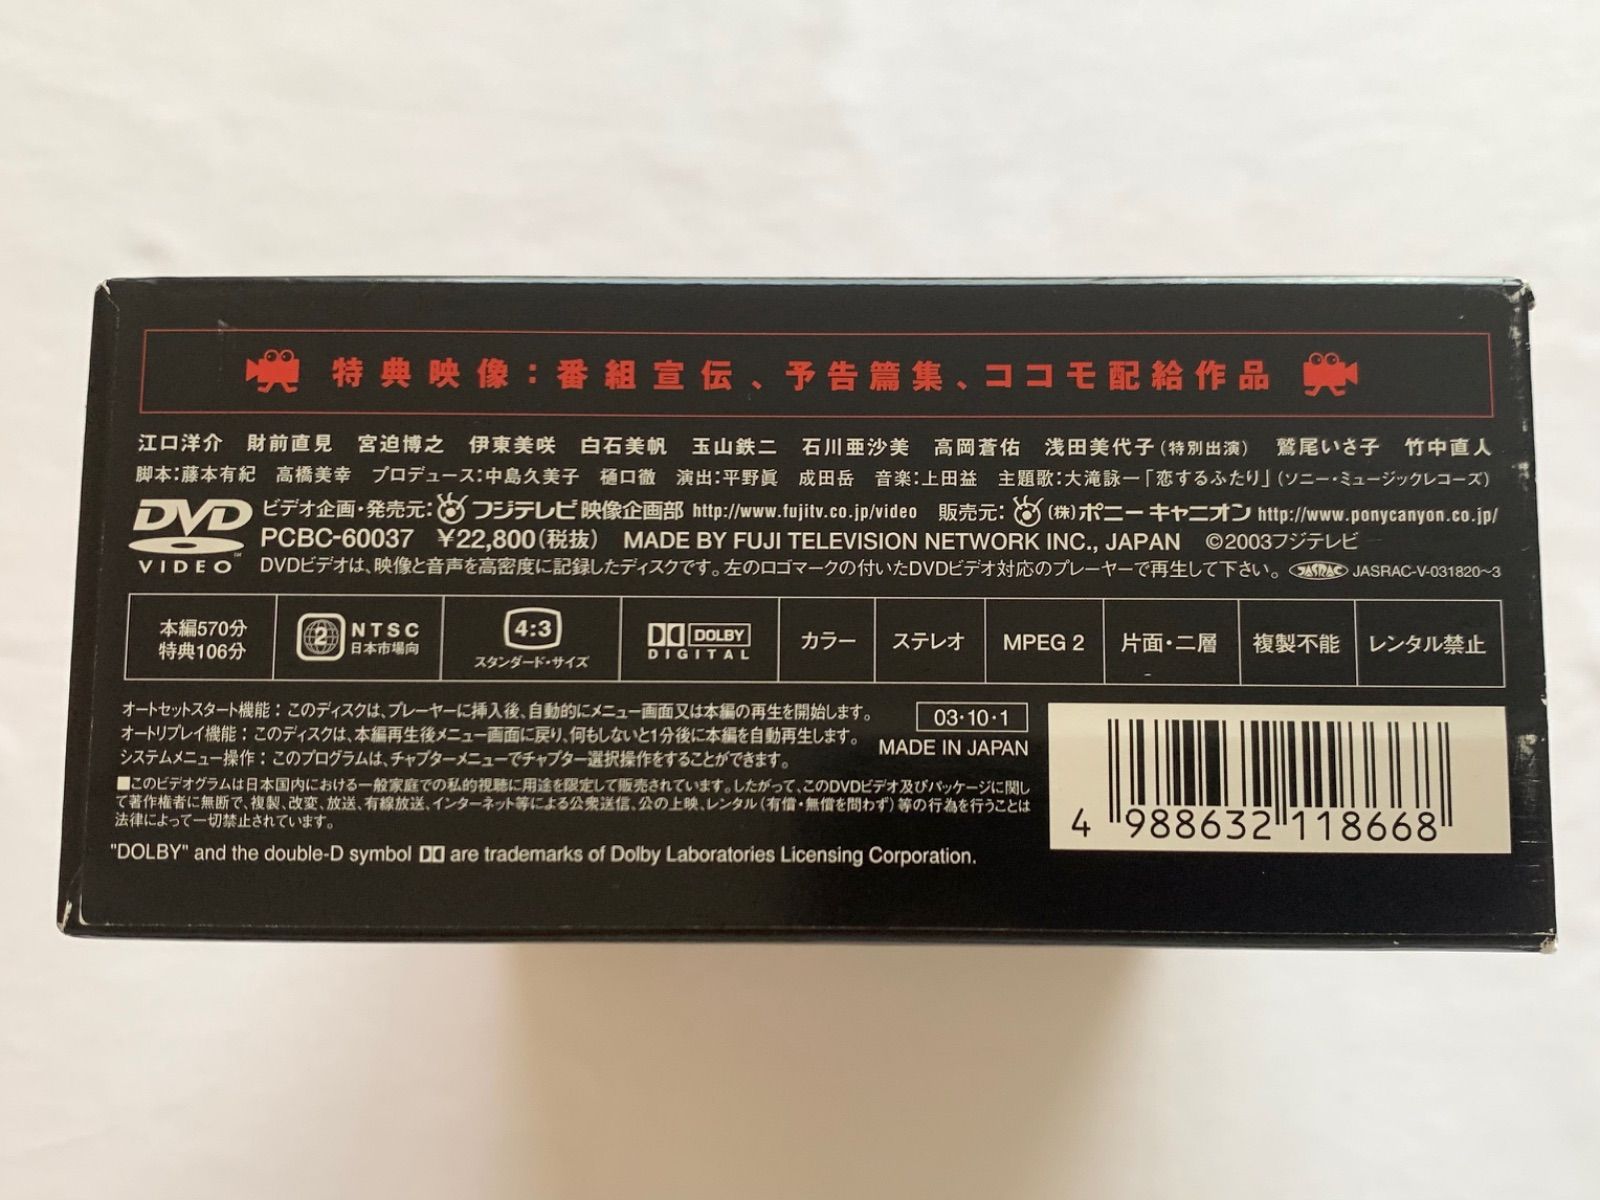 特典映像：番組宣伝、予告篇集、ココモ配給作品
江口洋介 財前直見 宮迫博之 伊東美咲 白石美帆 玉山鉄二 石川亜沙美 高岡蒼佑 浅田美代子(特別出演) 鷲尾いさ子 竹中直人
脚本：藤本有紀 高橋美幸 プロデュース：中島久美子 樋口徹 演出：平野眞 成田岳 音楽：上田益 主題歌：大滝詠一「恋するふたり」(ソニー・ミュージックレコーズ)
DVD VIDEO ™
ビデオ企画・発売元：フジテレビ映像企画部 http://www.fujitv.co.jp/video 販売元：(株)ポニーキャニオン http://www.ponycanyon.co.jp/
PCBC-60037 ¥22,800(税抜) MADE BY FUJI TELEVISION NETWORK INC., JAPAN ©2003フジテレビ
DVDビデオは、映像と音声を高密度に記録したディスクです。左のロゴマークの付いたDVDビデオ対応のプレーヤーで再生して下さい。 JASRAC JASRAC-V-031820~3
本編570分
特典106分
2 NTSC
日本市場向
4:3
スタンダード・サイズ
DOLBY
DIGITAL
カラー
ステレオ
MPEG 2
片面・二層
複製不能
レンタル禁止
オートセットスタート機能：このディスクは、プレーヤーに挿入後、自動的にメニュー画面又は本編の再生を開始します。
オートリプレイ機能：このディスクは、本編再生後メニュー画面に戻り、何もしないと1分後に本編を自動再生します。
システムメニュー操作：このプログラムは、チャプターメニューでチャプター選択操作をすることができます。
■このビデオグラムは日本国内における一般家庭での私的視聴に用途を限定して販売されています。したがって、このDVDビデオ及びパッケージに関し
て著作権者に無断で、複製、改変、放送、有線放送、インターネット等による公衆送信、公の上映、レンタル(有償・無償を問わず)等の行為を行うことは
法律によって一切禁止されています。
"DOLBY" and the double-D symbol are trademarks of Dolby Laboratories Licensing Corporation.
03・10・1
MADE IN JAPAN
4 988632 118668